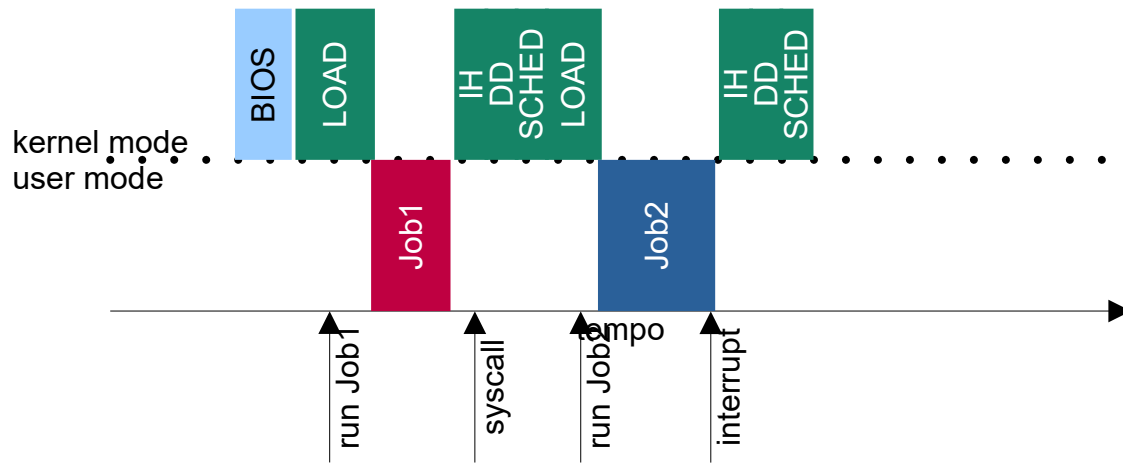 BIOS
LOAD
IH
DD
SCHED
LOAD
IH
DD
SCHED
kernel mode
user mode
Job1
Job2
tempo
run Job1
syscall
run Job2
interrupt